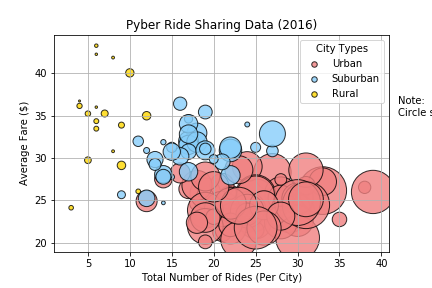 Pyber Ride Sharing Data (2016)
Average Fare ($)
40
35
30
25
20
City Types
Urban
Suburban
Rural
Note:
Circle
5
10
15
20
25
30
35
40
Total Number of Rides (Per City)